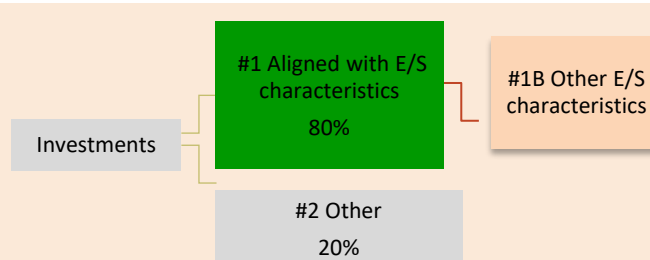 #1 Aligned with E/S
characteristics
80%
#1B Other E/S
characteristics
Investments
#2 Other
20%